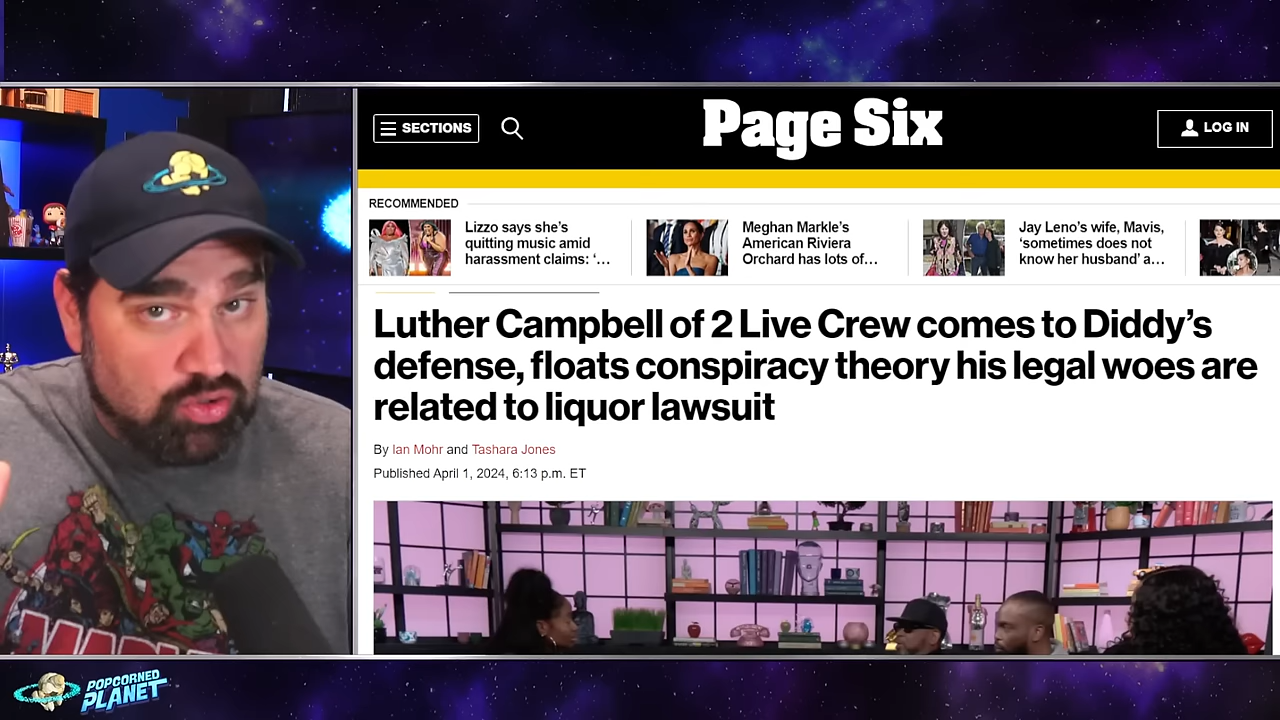 SECTIONS
Page Six
LOG IN
RECOMMENDED
Lizzo says she's
quitting music amid
harassment claims: ‘...
Meghan Markle’s
American Riviera
Orchard has lots of...
Jay Leno’s wife, Mavis,
‘sometimes does not
know her husband’ a...
Luther Campbell of 2 Live Crew comes to Diddy’s
defense, floats conspiracy theory his legal woes are
related to liquor lawsuit
By Ian Mohr and Tashara Jones
Published April 1, 2024, 6:13 p.m. ET
POPCORNED
PLANET